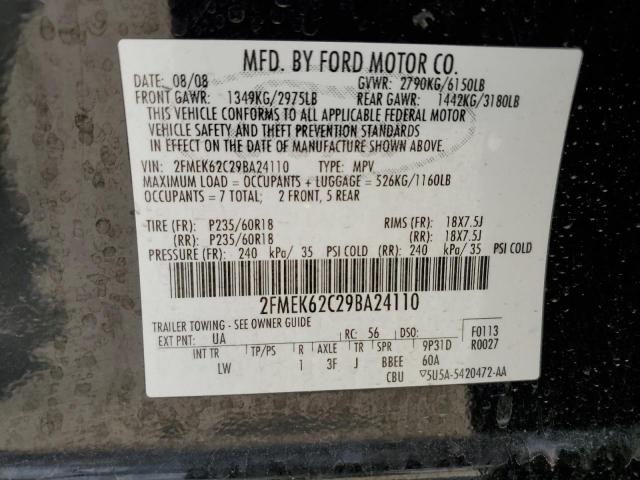 MFD. BY FORD MOTOR CO.
DATE: 08/08 GVWR: 2790KG/6150LB
FRONT GAWR: 1349KG/2975LB REAR GAWR: 1442KG/3180LB
THIS VEHICLE CONFORMS TO ALL APPLICABLE FEDERAL MOTOR
VEHICLE SAFETY AND THEFT PREVENTION STANDARDS
IN EFFECT ON THE DATE OF MANUFACTURE SHOWN ABOVE.
VIN: 2FMEK62C29BA24110 TYPE: MPV
MAXIMUM LOAD = OCCUPANTS + LUGGAGE = 526KG/1160LB
OCCUPANTS = 7 TOTAL; 2 FRONT, 5 REAR
TIRE (FR): P235/60R18 RIMS (FR): 18X7.5J
(RR): P235/60R18 (RR): 18X7.5J
PRESSURE (FR): 240 kPa/ 35 PSI COLD (RR): 240 kPa/ 35 PSI COLD
2FMEK62C29BA24110
TRAILER TOWING - SEE OWNER GUIDE
EXT PNT: UA RC: 56 DSO: F0113
INT TR TP/PS R AXLE TR SPR 9P31D R0027
LW 1 3F J BBEE 60A
CBU ▽5U5A-5420472-AA